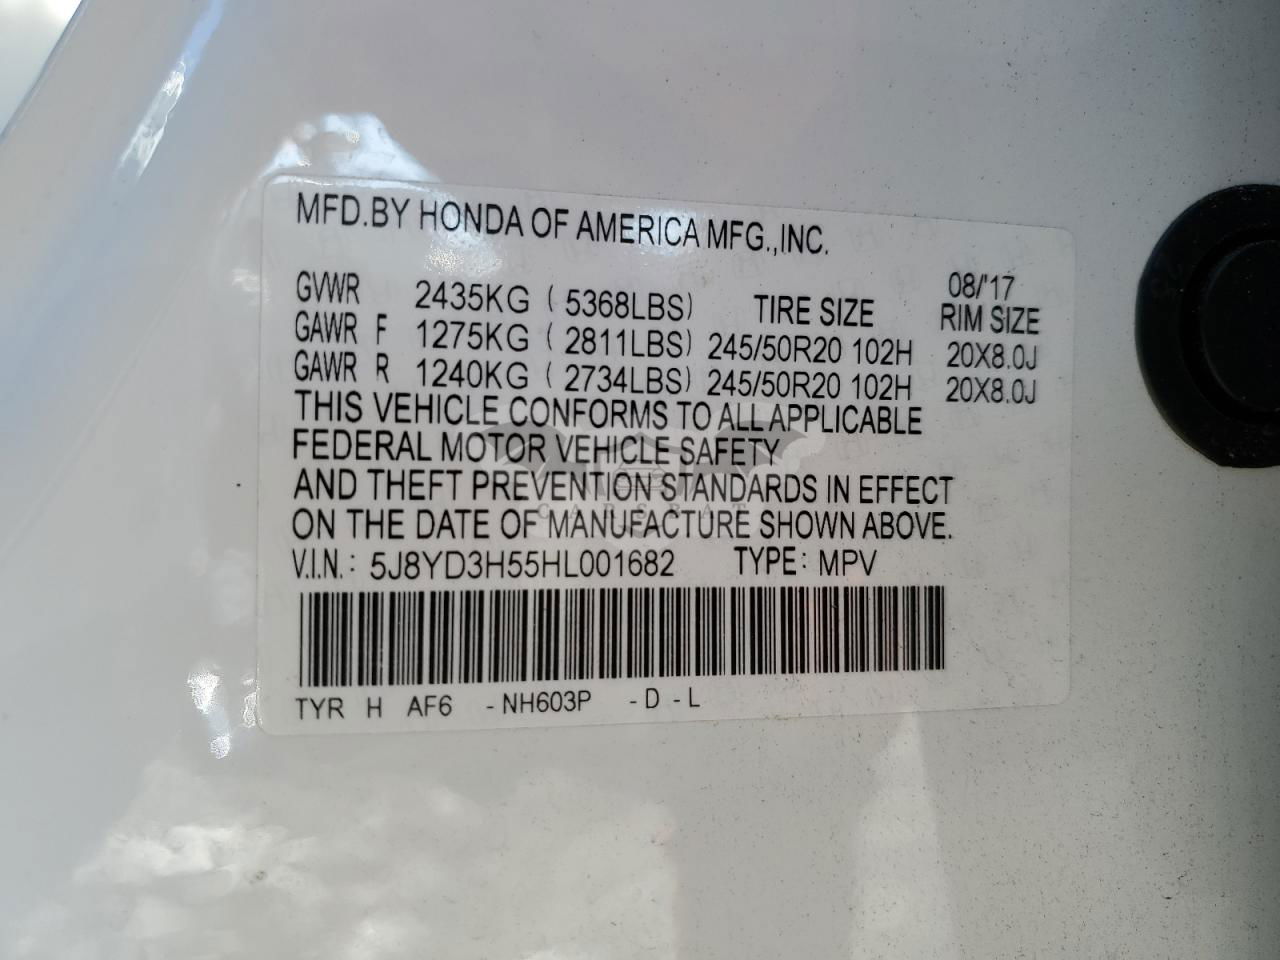 MFD.BY HONDA OF AMERICA MFG.,INC.
08/'17
GVWR 2435KG ( 5368LBS) TIRE SIZE RIM SIZE
GAWR F 1275KG ( 2811LBS) 245/50R20 102H 20X8.0J
GAWR R 1240KG ( 2734LBS) 245/50R20 102H 20X8.0J
THIS VEHICLE CONFORMS TO ALL APPLICABLE
FEDERAL MOTOR VEHICLE SAFETY
AND THEFT PREVENTION STANDARDS IN EFFECT
CARSBAT
ON THE DATE OF MANUFACTURE SHOWN ABOVE.
V.I.N.: 5J8YD3H55HL001682 TYPE: MPV
TYR H AF6 -NH603P -D -L